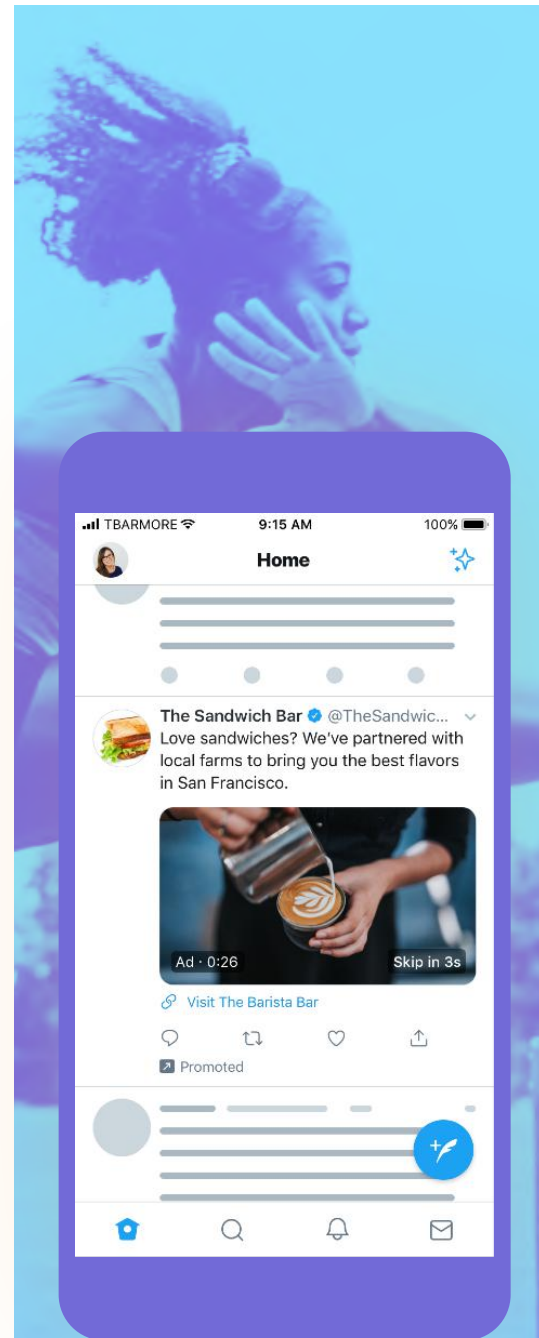 TBARMORE 9:15 AM 100%
Home
The Sandwich Bar @TheSandwic...
Love sandwiches? We've partnered with
local farms to bring you the best flavors
in San Francisco.
Ad · 0:26 Skip in 3s
Visit The Barista Bar
Promoted